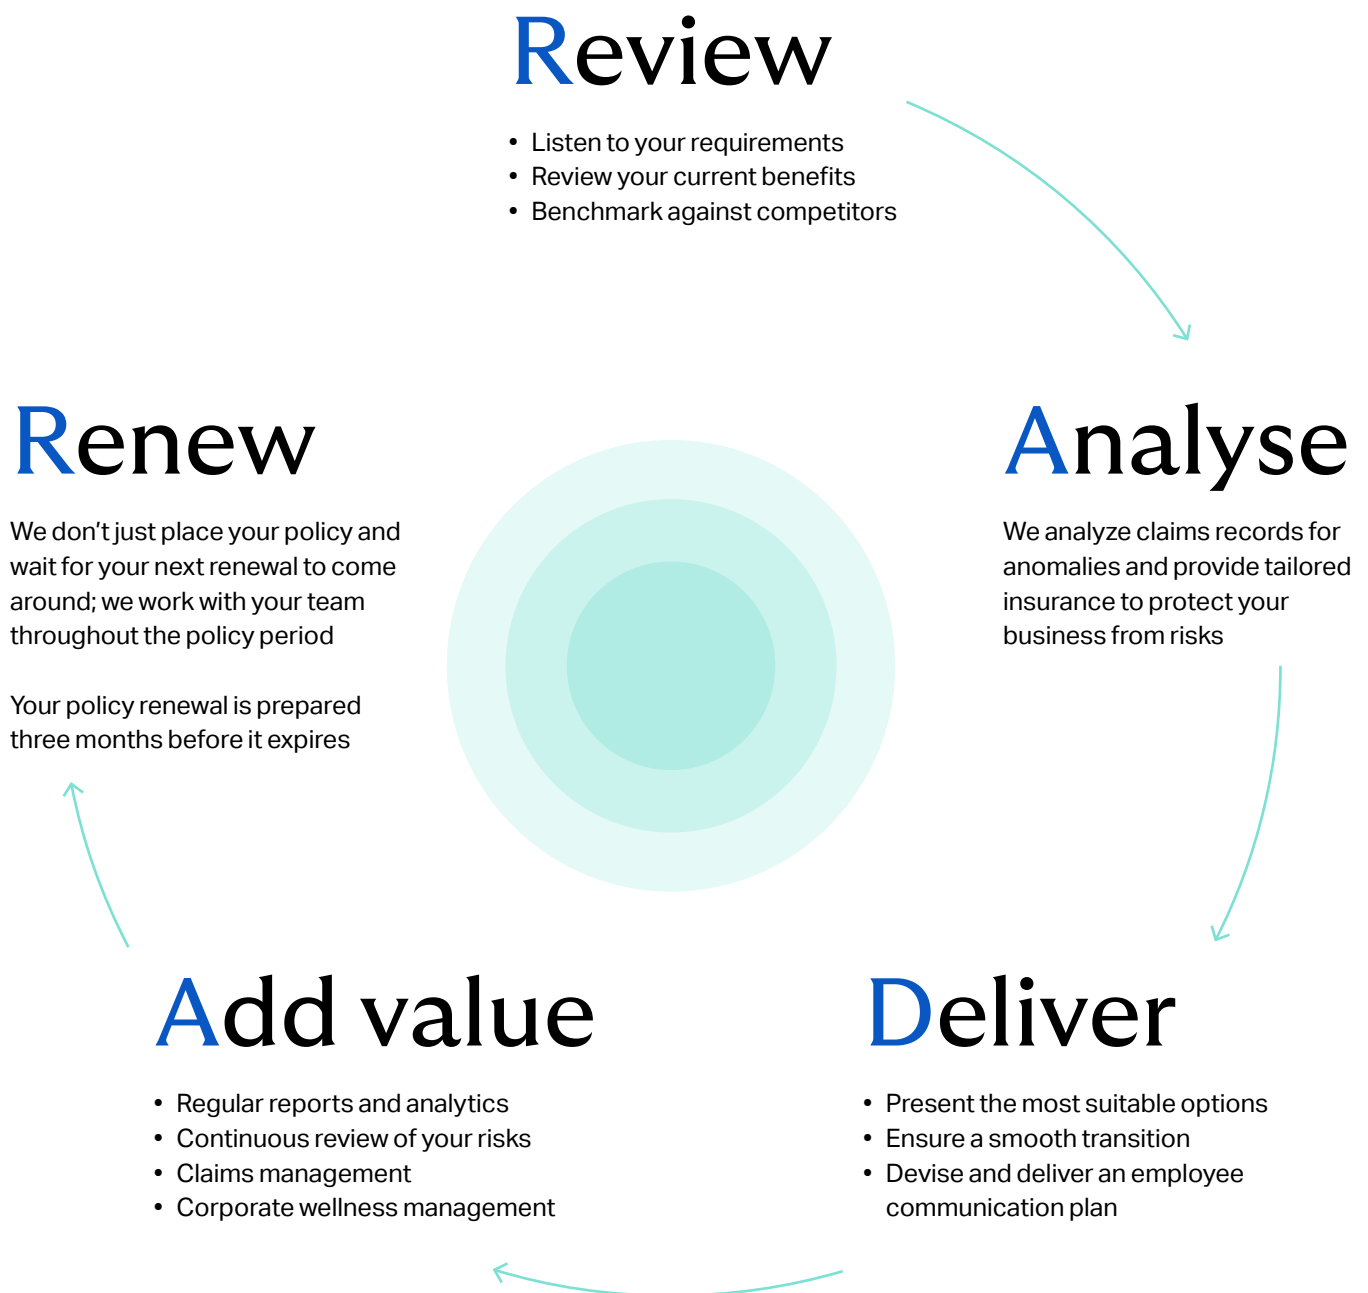 Review
• Listen to your requirements
• Review your current benefits
• Benchmark against competitors
Analyse
We analyze claims records for
anomalies and provide tailored
insurance to protect your
business from risks
Deliver
• Present the most suitable options
• Ensure a smooth transition
• Devise and deliver an employee
communication plan
Add value
• Regular reports and analytics
• Continuous review of your risks
• Claims management
• Corporate wellness management
Renew
We don’t just place your policy and
wait for your next renewal to come
around; we work with your team
throughout the policy period
Your policy renewal is prepared
three months before it expires